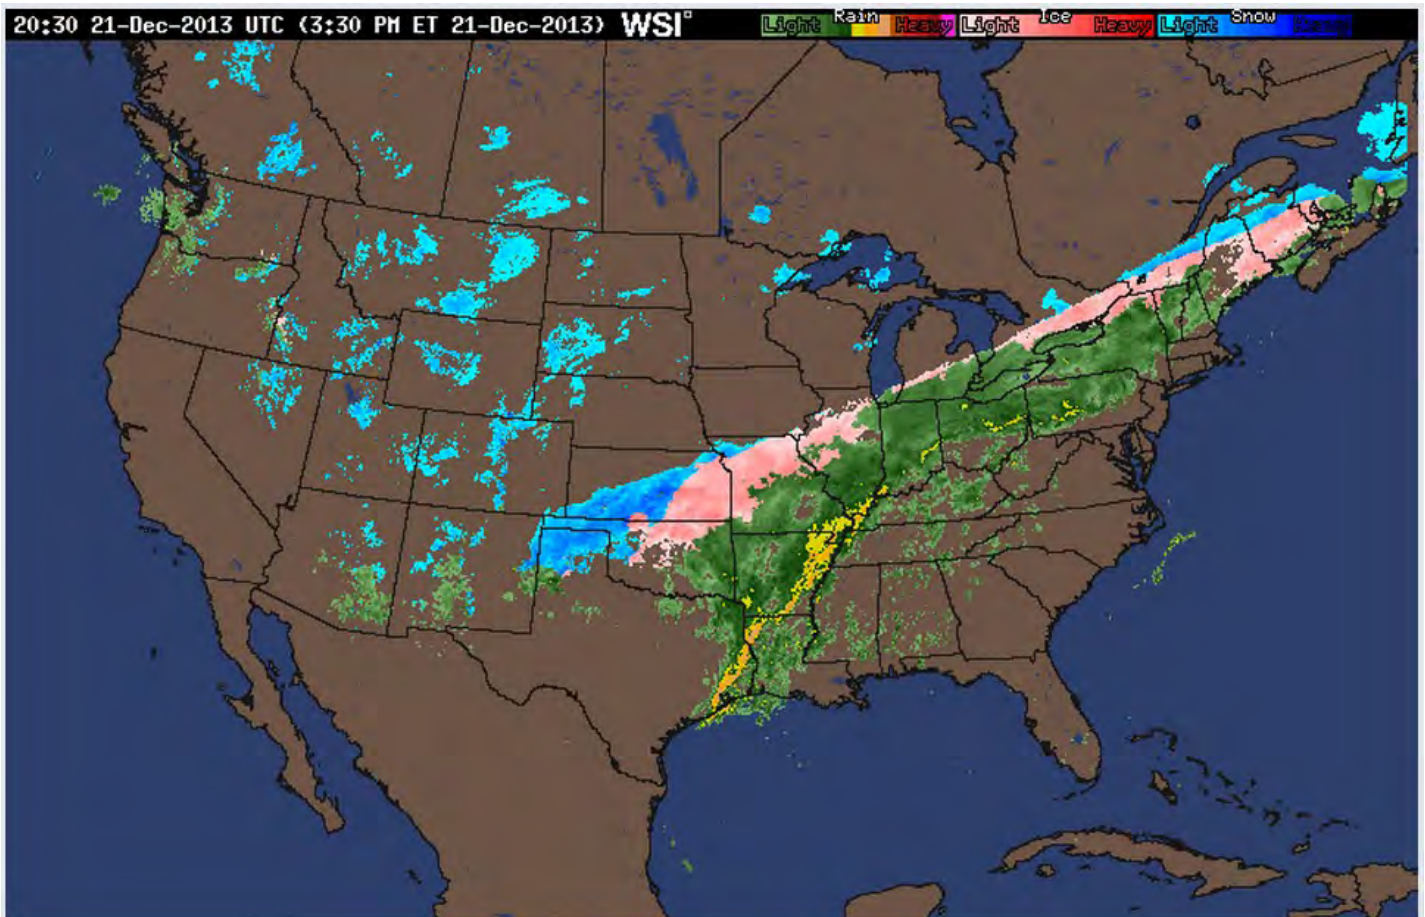 20:30 21-Dec-2013 UTC (3:30 PM ET 21-Dec-2013) WSI®
Rain Ice Snow
Light Heavy Light Heavy Light Heavy